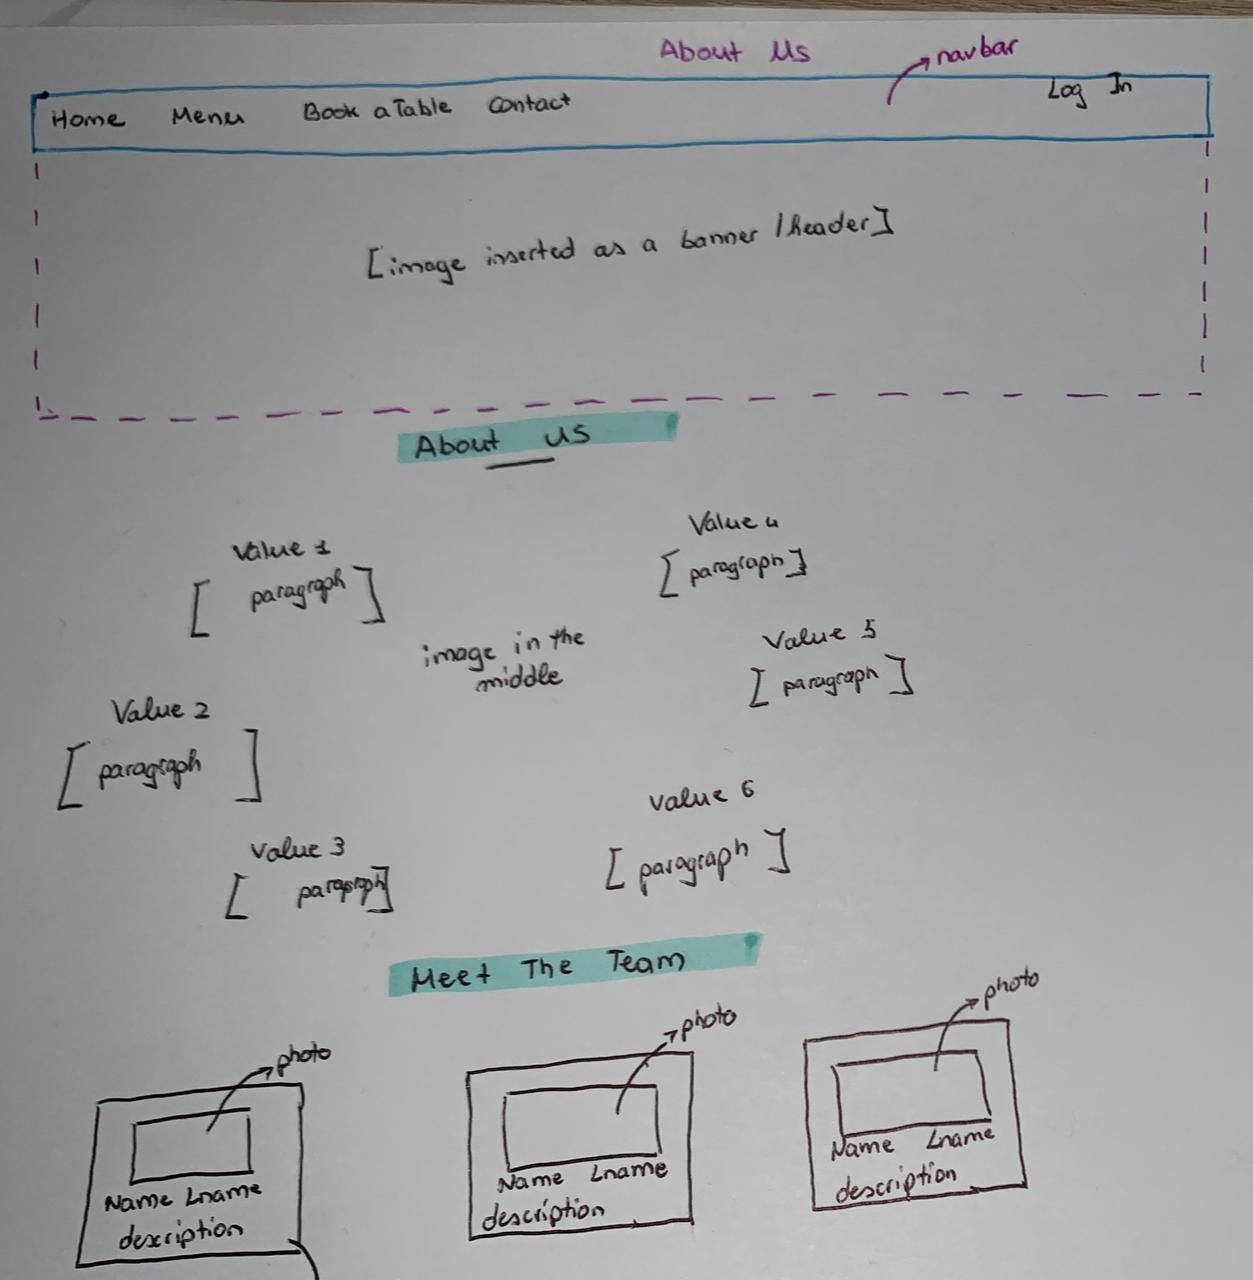 About Us
navbar
Home Menu Book a Table Contact Log In
[image inserted as a banner / header]
About us
Value 1
[paragraph]
Value 4
[paragraph]
image in the
middle
Value 5
[paragraph]
Value 2
[paragraph]
Value 6
[paragraph]
Value 3
[paragraph]
Meet The Team
photo
Name Lname
description
photo
Name Lname
description
photo
Name Lname
description